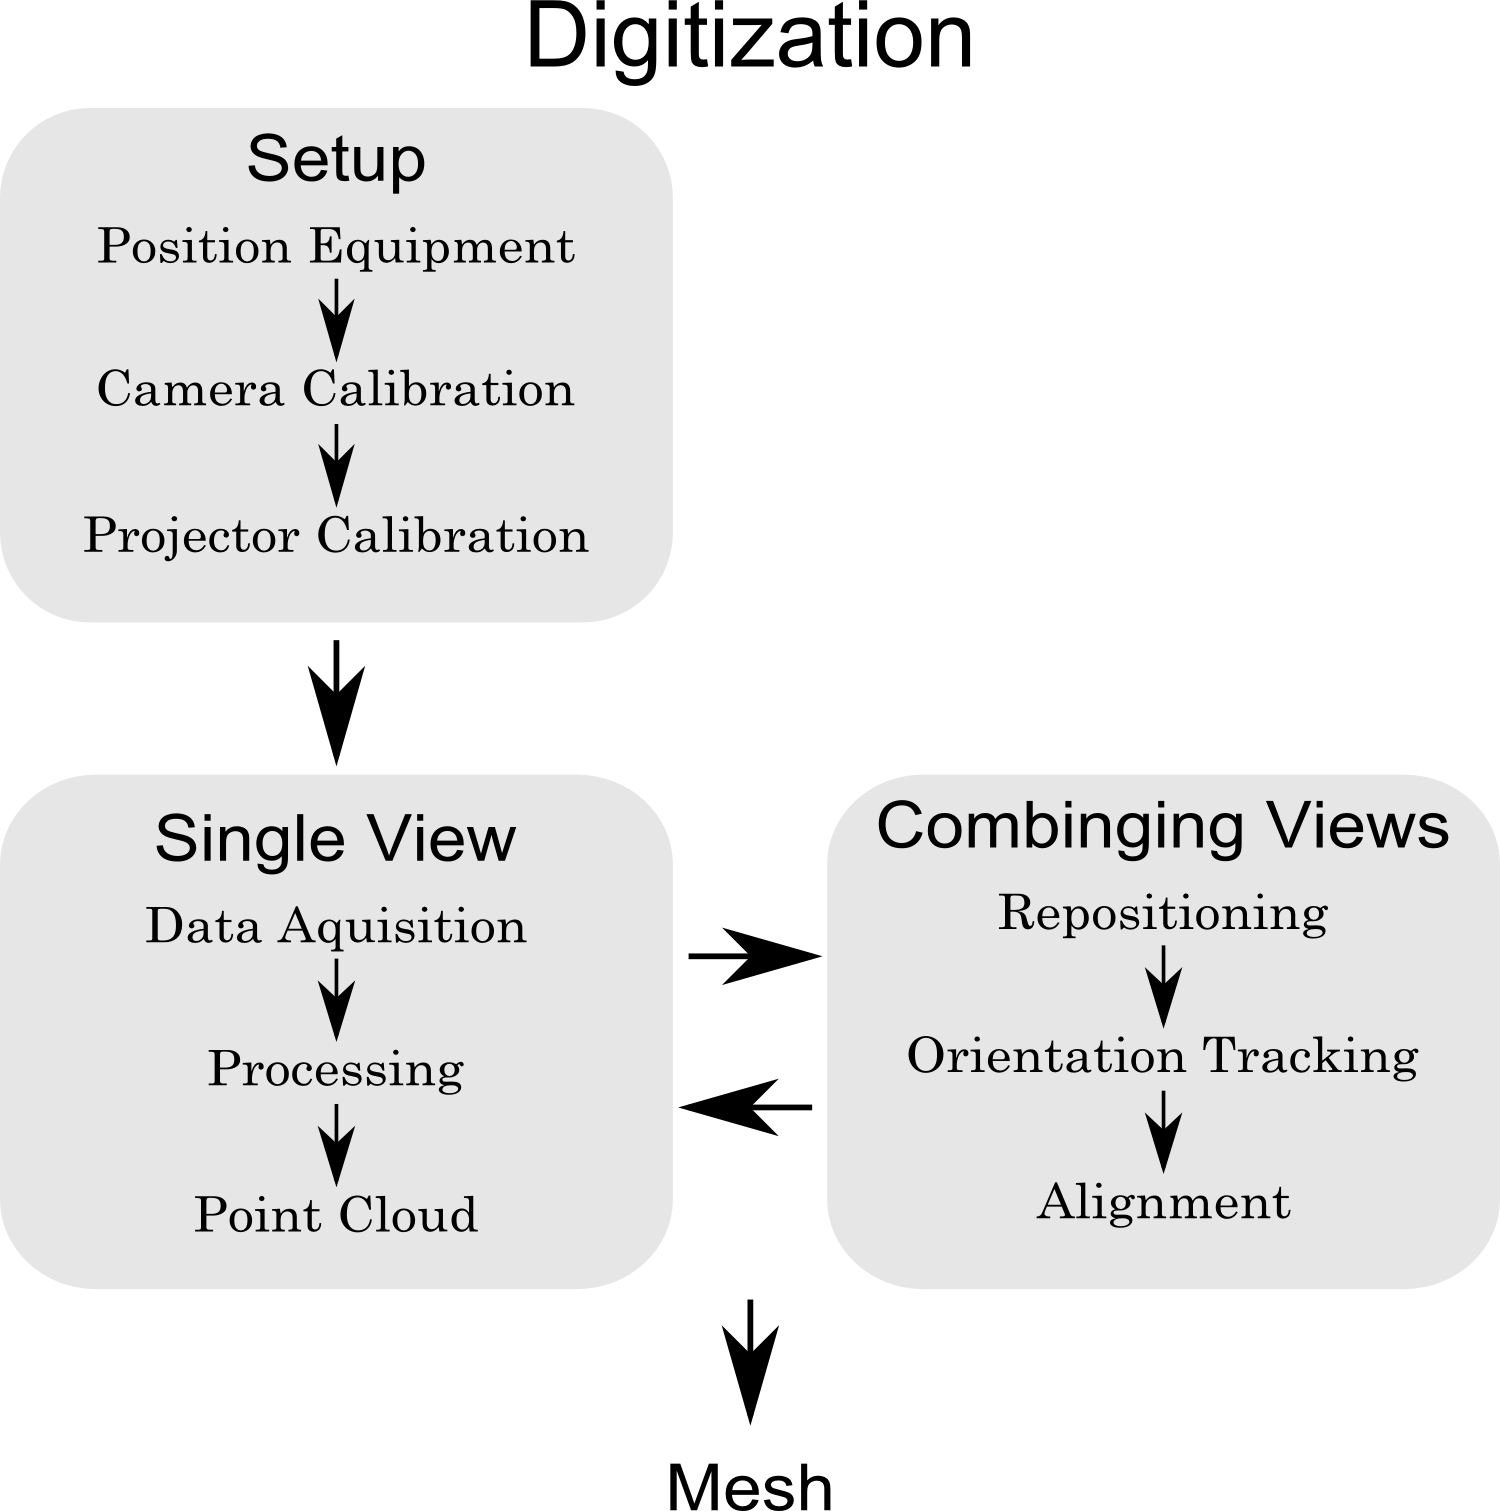 Digitization
Setup
Position Equipment
Camera Calibration
Projector Calibration
Single View
Data Aquisition
Processing
Point Cloud
Combinging Views
Repositioning
Orientation Tracking
Alignment
Mesh